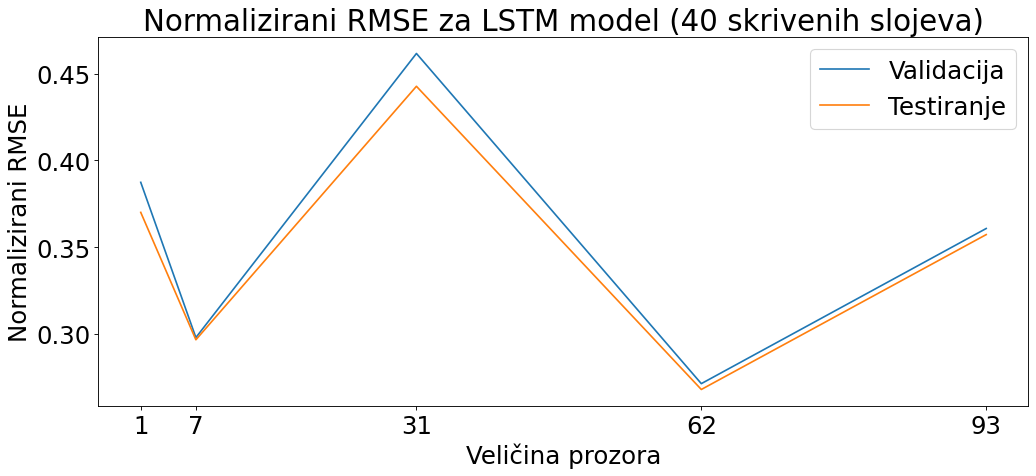 Normalizirani RMSE za LSTM model (40 skrivenih slojeva)
Validacija
Testiranje
Normalizirani RMSE
0.45
0.40
0.35
0.30
1 7 31 62 93
Veličina prozora